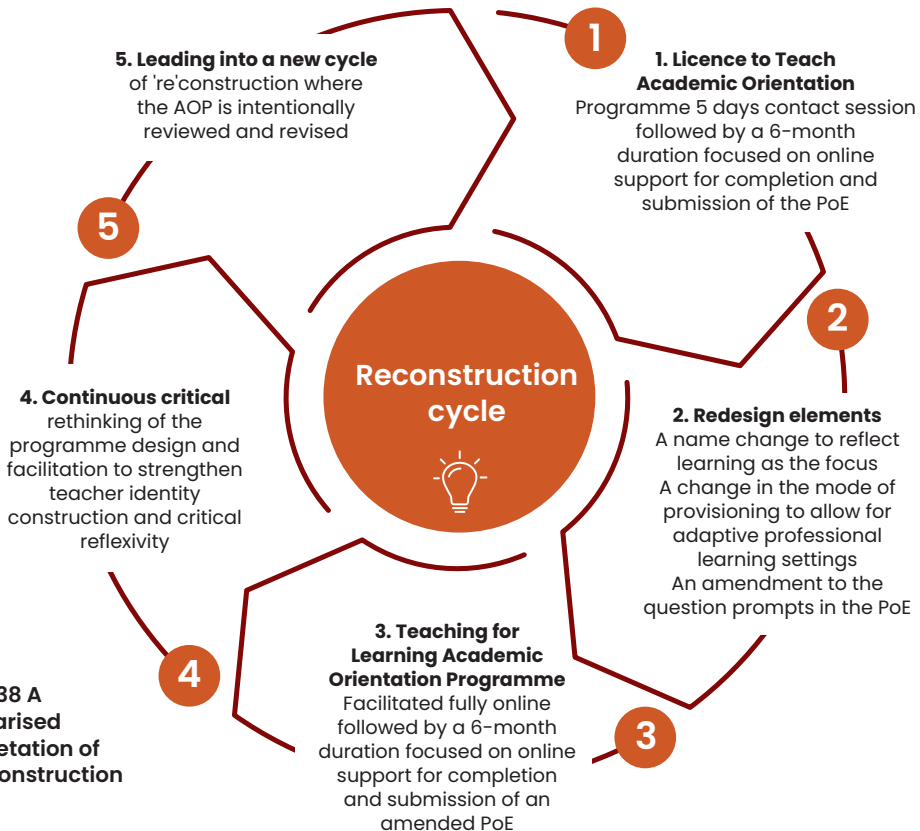 1
1. Licence to Teach
Academic Orientation
Programme 5 days contact session
followed by a 6-month
duration focused on online
support for completion and
submission of the PoE
2
2. Redesign elements
A name change to reflect
learning as the focus
A change in the mode of
provisioning to allow for
adaptive professional
learning settings
An amendment to the
question prompts in the PoE
3
3. Teaching for
Learning Academic
Orientation Programme
Facilitated fully online
followed by a 6-month
duration focused on online
support for completion
and submission of an
amended PoE
4
4. Continuous critical
rethinking of the
programme design and
facilitation to strengthen
teacher identity
construction and critical
reflexivity
5
5. Leading into a new cycle
of 're'construction where
the AOP is intentionally
reviewed and revised
Reconstruction
cycle
38 A
arised
etation of
onstruction